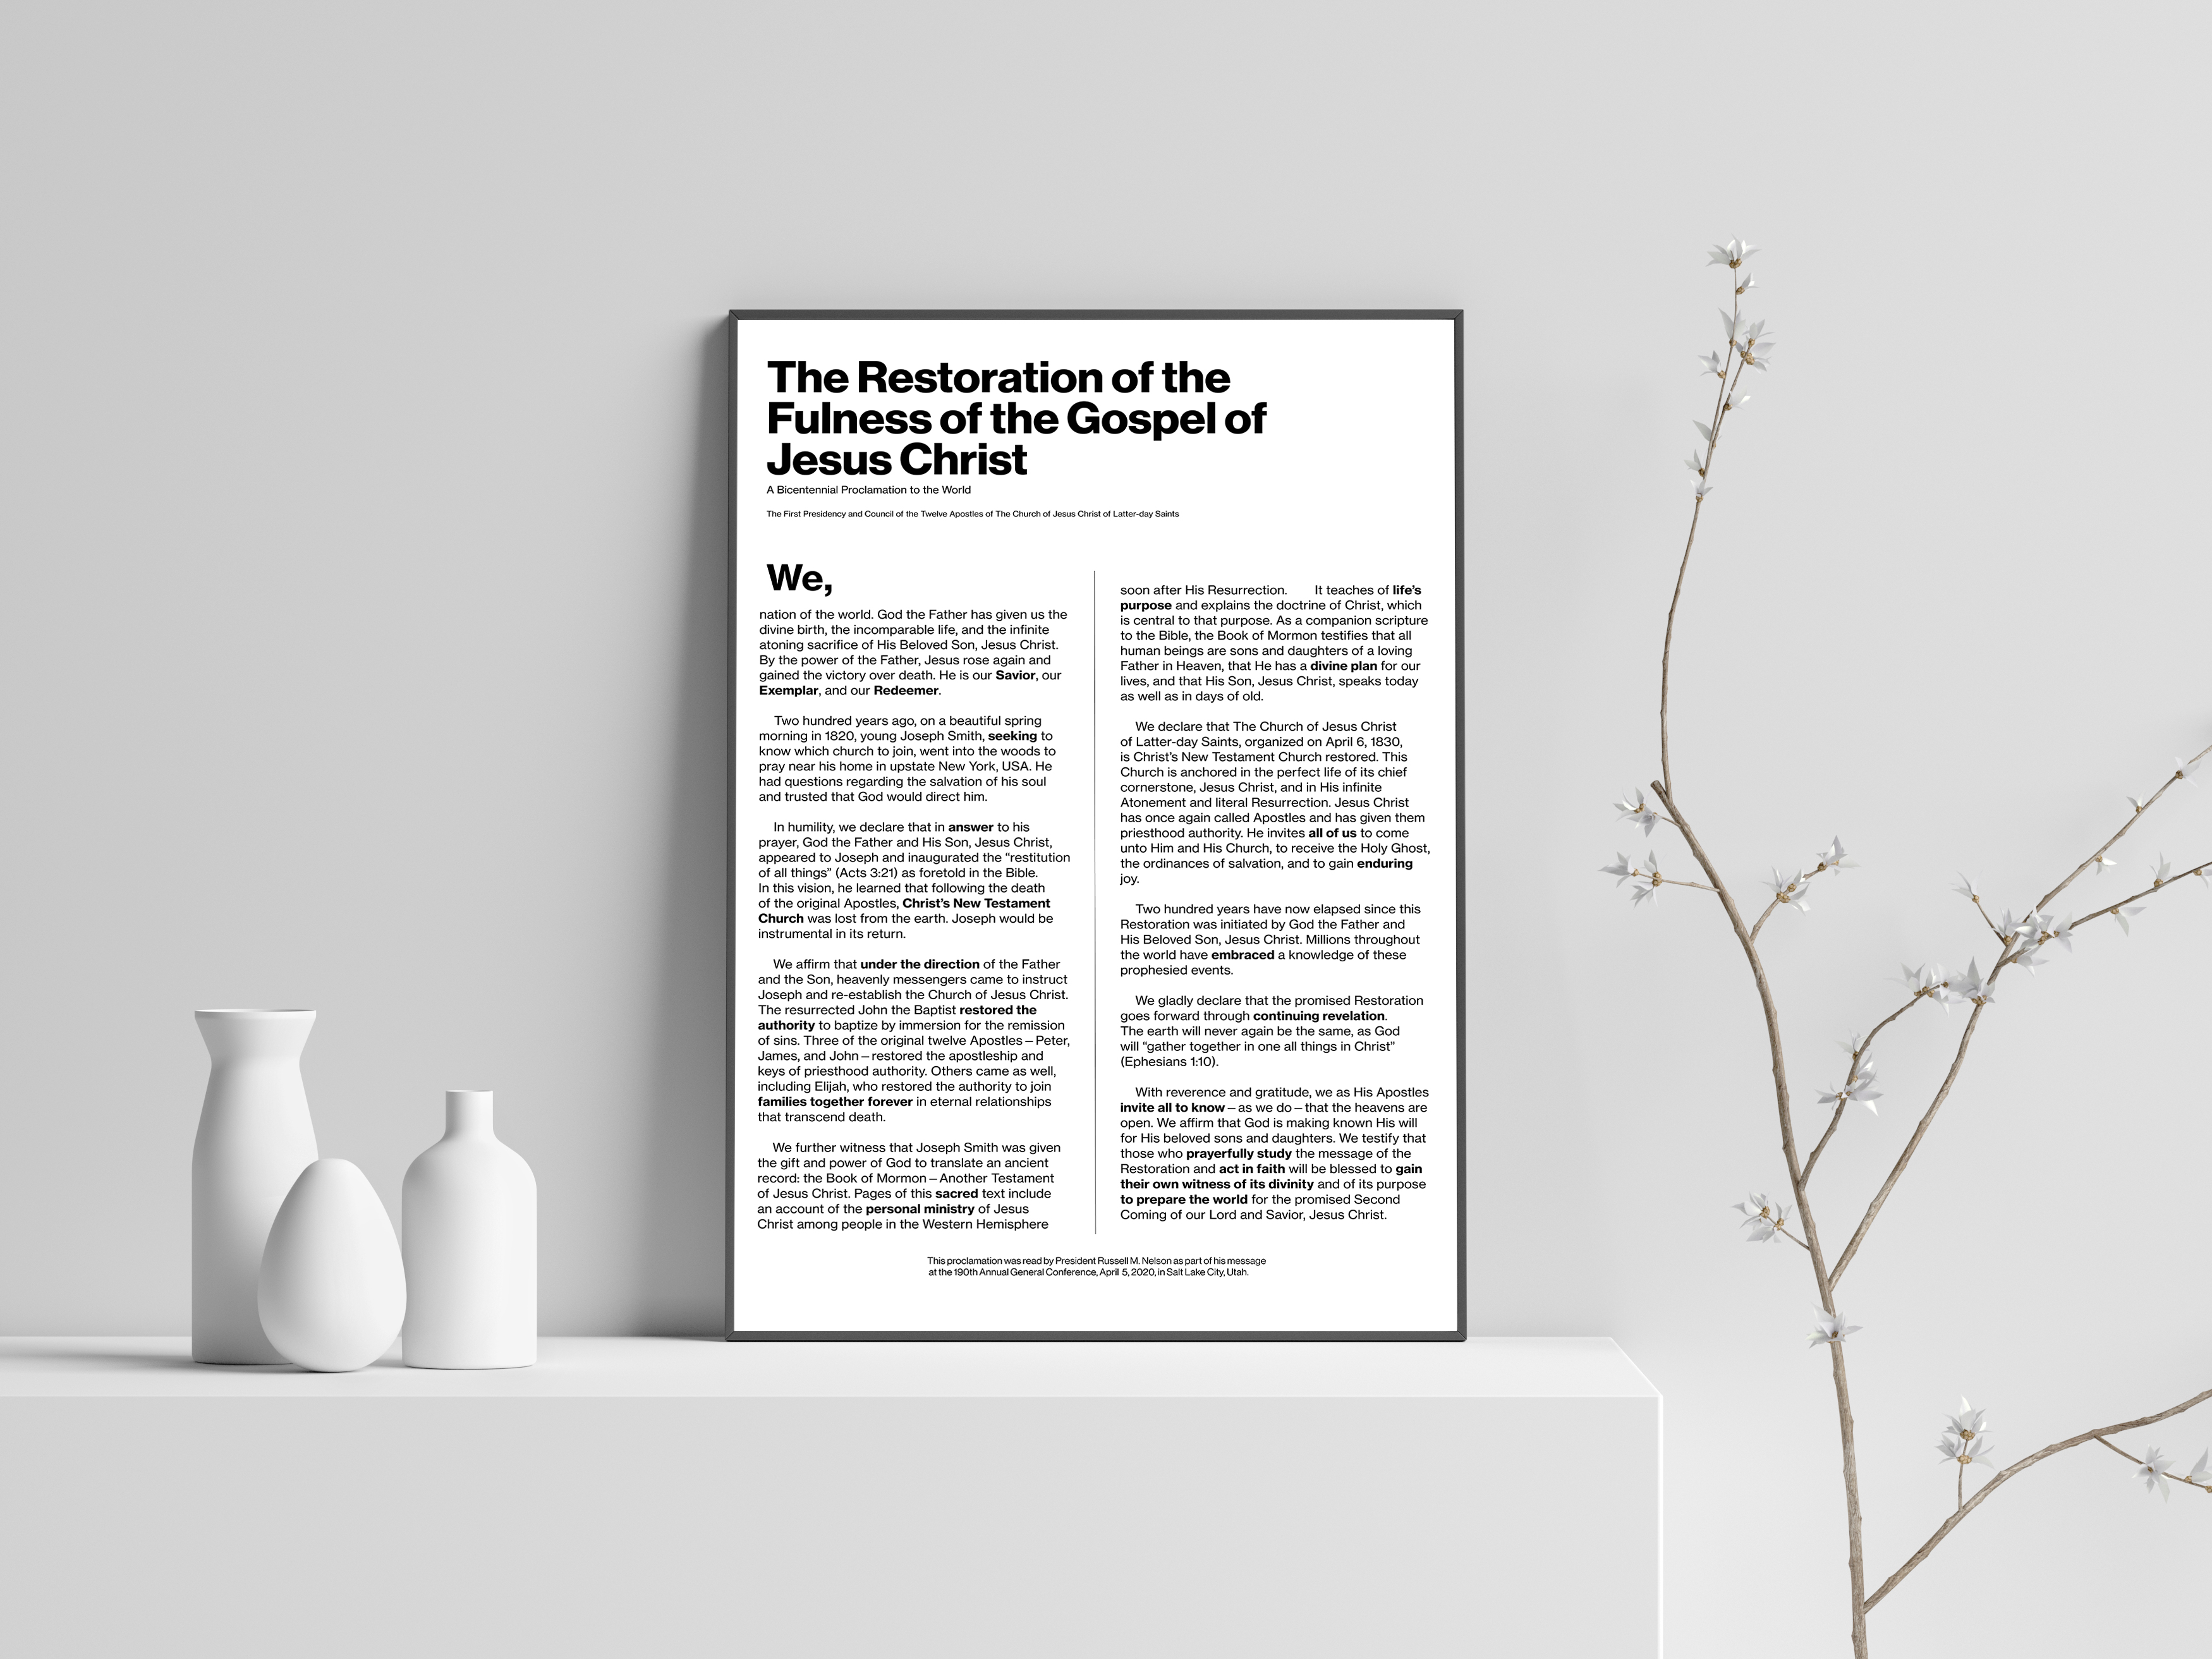 The Restoration of the
Fulness of the Gospel of
Jesus Christ
A Bicentennial Proclamation to the World
The First Presidency and Council of the Twelve Apostles of The Church of Jesus Christ of Latter-day Saints
We,
nation of the world. God the Father has given us the
divine birth, the incomparable life, and the infinite
atoning sacrifice of His Beloved Son, Jesus Christ.
By the power of the Father, Jesus rose again and
gained the victory over death. He is our Savior, our
Exemplar, and our Redeemer.
Two hundred years ago, on a beautiful spring
morning in 1820, young Joseph Smith, seeking to
know which church to join, went into the woods to
pray near his home in upstate New York, USA. He
had questions regarding the salvation of his soul
and trusted that God would direct him.
In humility, we declare that in answer to his
prayer, God the Father and His Son, Jesus Christ,
appeared to Joseph and inaugurated the “restitution
of all things” (Acts 3:21) as foretold in the Bible.
In this vision, he learned that following the death
of the original Apostles, Christ’s New Testament
Church was lost from the earth. Joseph would be
instrumental in its return.
We affirm that under the direction of the Father
and the Son, heavenly messengers came to instruct
Joseph and re-establish the Church of Jesus Christ.
The resurrected John the Baptist restored the
authority to baptize by immersion for the remission
of sins. Three of the original twelve Apostles – Peter,
James, and John – restored the apostleship and
keys of priesthood authority. Others came as well,
including Elijah, who restored the authority to join
families together forever in eternal relationships
that transcend death.
We further witness that Joseph Smith was given
the gift and power of God to translate an ancient
record: the Book of Mormon – Another Testament
of Jesus Christ. Pages of this sacred text include
an account of the personal ministry of Jesus
Christ among people in the Western Hemisphere
soon after His Resurrection. It teaches of life’s
purpose and explains the doctrine of Christ, which
is central to that purpose. As a companion scripture
to the Bible, the Book of Mormon testifies that all
human beings are sons and daughters of a loving
Father in Heaven, that He has a divine plan for our
lives, and that His Son, Jesus Christ, speaks today
as well as in days of old.
We declare that The Church of Jesus Christ
of Latter-day Saints, organized on April 6, 1830,
is Christ’s New Testament Church restored. This
Church is anchored in the perfect life of its chief
cornerstone, Jesus Christ, and in His infinite
Atonement and literal Resurrection. Jesus Christ
has once again called Apostles and has given them
priesthood authority. He invites all of us to come
unto Him and His Church, to receive the Holy Ghost,
the ordinances of salvation, and to gain enduring
joy.
Two hundred years have now elapsed since this
Restoration was initiated by God the Father and
His Beloved Son, Jesus Christ. Millions throughout
the world have embraced a knowledge of these
prophesied events.
We gladly declare that the promised Restoration
goes forward through continuing revelation.
The earth will never again be the same, as God
will “gather together in one all things in Christ”
(Ephesians 1:10).
With reverence and gratitude, we as His Apostles
invite all to know – as we do – that the heavens are
open. We affirm that God is making known His will
for His beloved sons and daughters. We testify that
those who prayerfully study the message of the
Restoration and act in faith will be blessed to gain
their own witness of its divinity and of its purpose
to prepare the world for the promised Second
Coming of our Lord and Savior, Jesus Christ.
This proclamation was read by President Russell M. Nelson as part of his message
at the 190th Annual General Conference, April 5, 2020, in Salt Lake City, Utah.